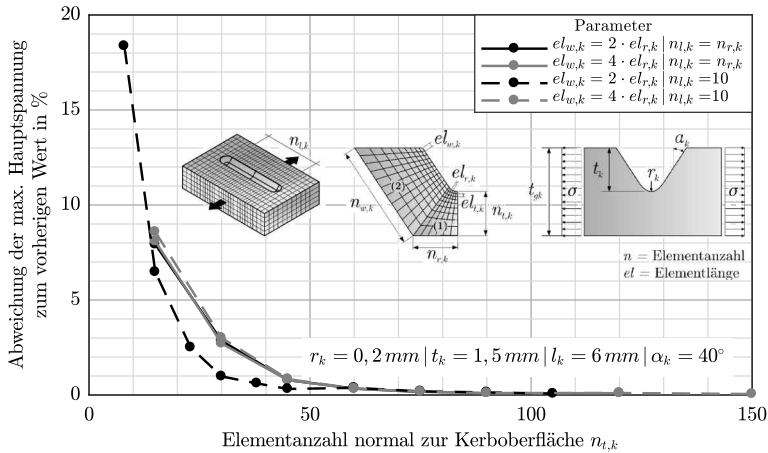 Abweichung der max. Hauptspannung
zum vorherigen Wert in %
20
15
10
5
0
Parameter
el_{w,k} = 2 · el_{r,k} | n_{l,k} = n_{r,k}
el_{w,k} = 4 · el_{r,k} | n_{l,k} = n_{r,k}
el_{w,k} = 2 · el_{r,k} | n_{l,k} =10
el_{w,k} = 4 · el_{r,k} | n_{l,k} =10
n_{l,k}
el_{w,k}
el_{r,k}
el_{l,k}
(2)
(1)
n_{w,k}
n_{t,k}
n_{r,k}
a_k
t_k
r_k
t_{gk}
σ
σ
n = Elementanzahl
el = Elementlänge
r_k = 0, 2 mm | t_k = 1, 5 mm | l_k = 6 mm | α_k = 40°
0
50
100
150
Elementanzahl normal zur Kerboberfläche n_{t,k}